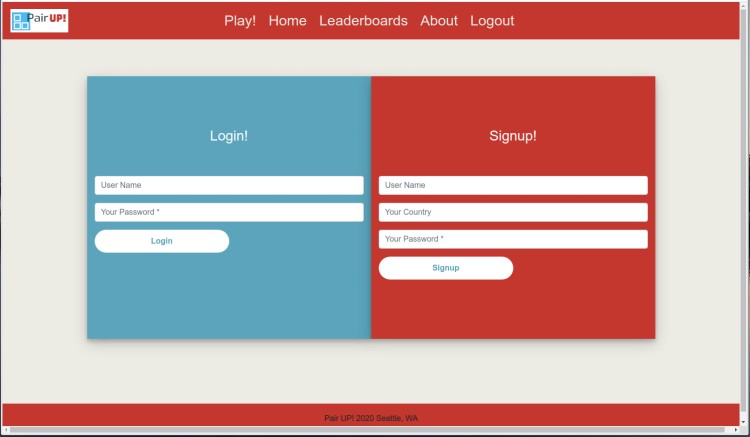 Pair UP!
Play! Home Leaderboards About Logout
Login!
User Name
Your Password *
Login
Signup!
User Name
Your Country
Your Password *
Signup
Pair UP! 2020 Seattle, WA